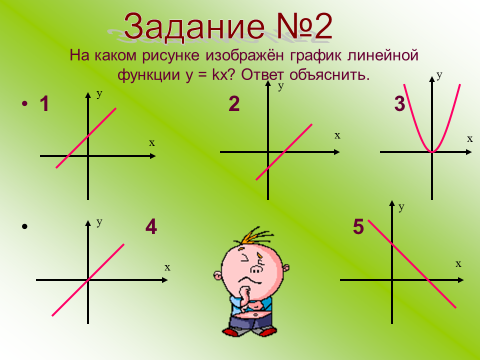 Задание №2
На каком рисунке изображён график линейной
функции y = kx? Ответ объяснить.
• 1
2
3
y
x
y
x
y
x
•
4
5
y
x
y
x